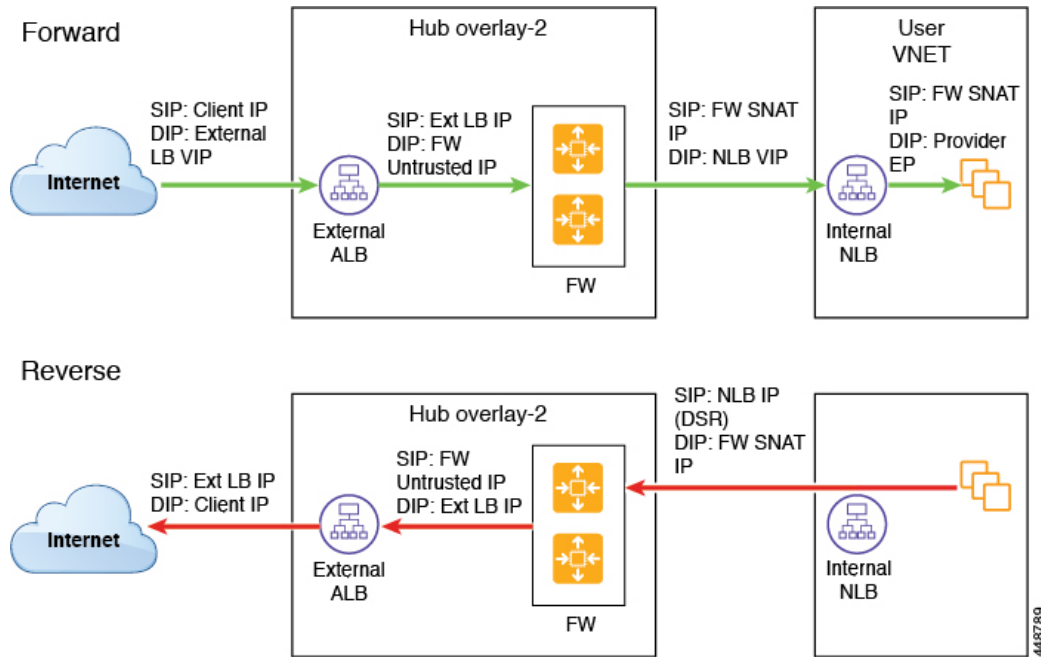 Forward
Hub overlay-2
User
VNET
SIP: Client IP
DIP: External
LB VIP
SIP: Ext LB IP
DIP: FW
Untrusted IP
SIP: FW SNAT
IP
DIP: NLB VIP
SIP: FW SNAT
IP
DIP: Provider
EP
Internet
External
ALB
FW
Internal
NLB
Reverse
Hub overlay-2
SIP: NLB IP
(DSR)
DIP: FW SNAT
IP
SIP: FW
Untrusted IP
DIP: Ext LB IP
SIP: Ext LB IP
DIP: Client IP
Internet
External
ALB
FW
Internal
NLB
448789